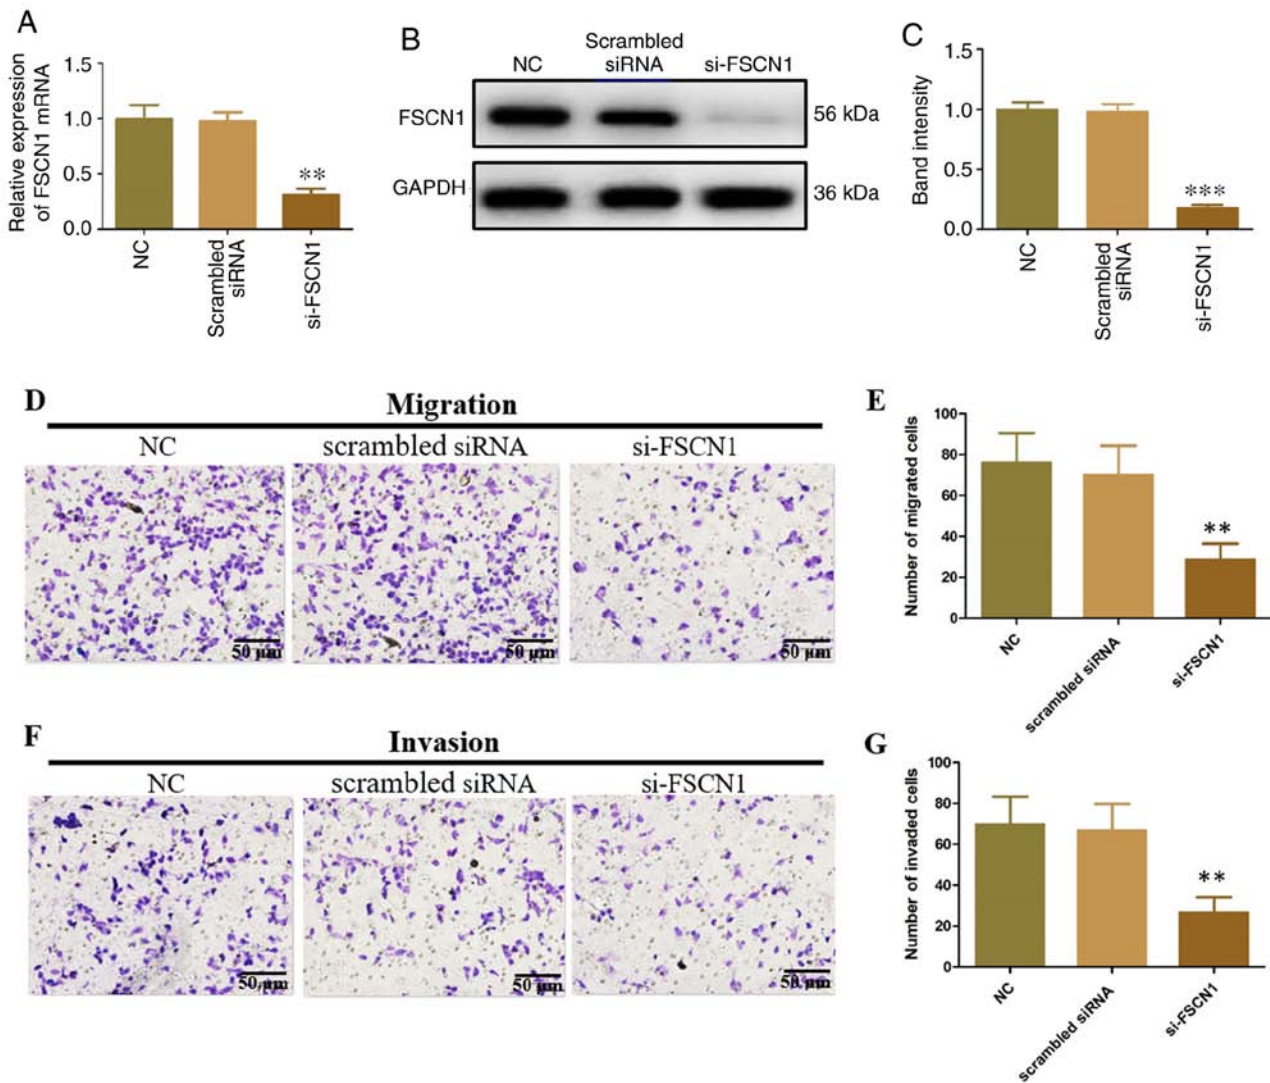 A
Relative expression
of FSCN1 mRNA
1.5
1.0
0.5
0.0
**
NC
Scrambled
siRNA
si-FSCN1
B
NC
Scrambled
siRNA
si-FSCN1
FSCN1
56 kDa
GAPDH
36 kDa
C
Band intensity
1.5
1.0
0.5
0.0
***
NC
Scrambled
siRNA
si-FSCN1
D
Migration
NC
scrambled siRNA
si-FSCN1
50 μm
50 μm
50 μm
E
Number of migrated cells
100
80
60
40
20
0
**
NC
scrambled siRNA
si-FSCN1
F
Invasion
NC
scrambled siRNA
si-FSCN1
50 μm
50 μm
50 μm
G
Number of invaded cells
100
80
60
40
20
0
**
NC
scrambled siRNA
si-FSCN1